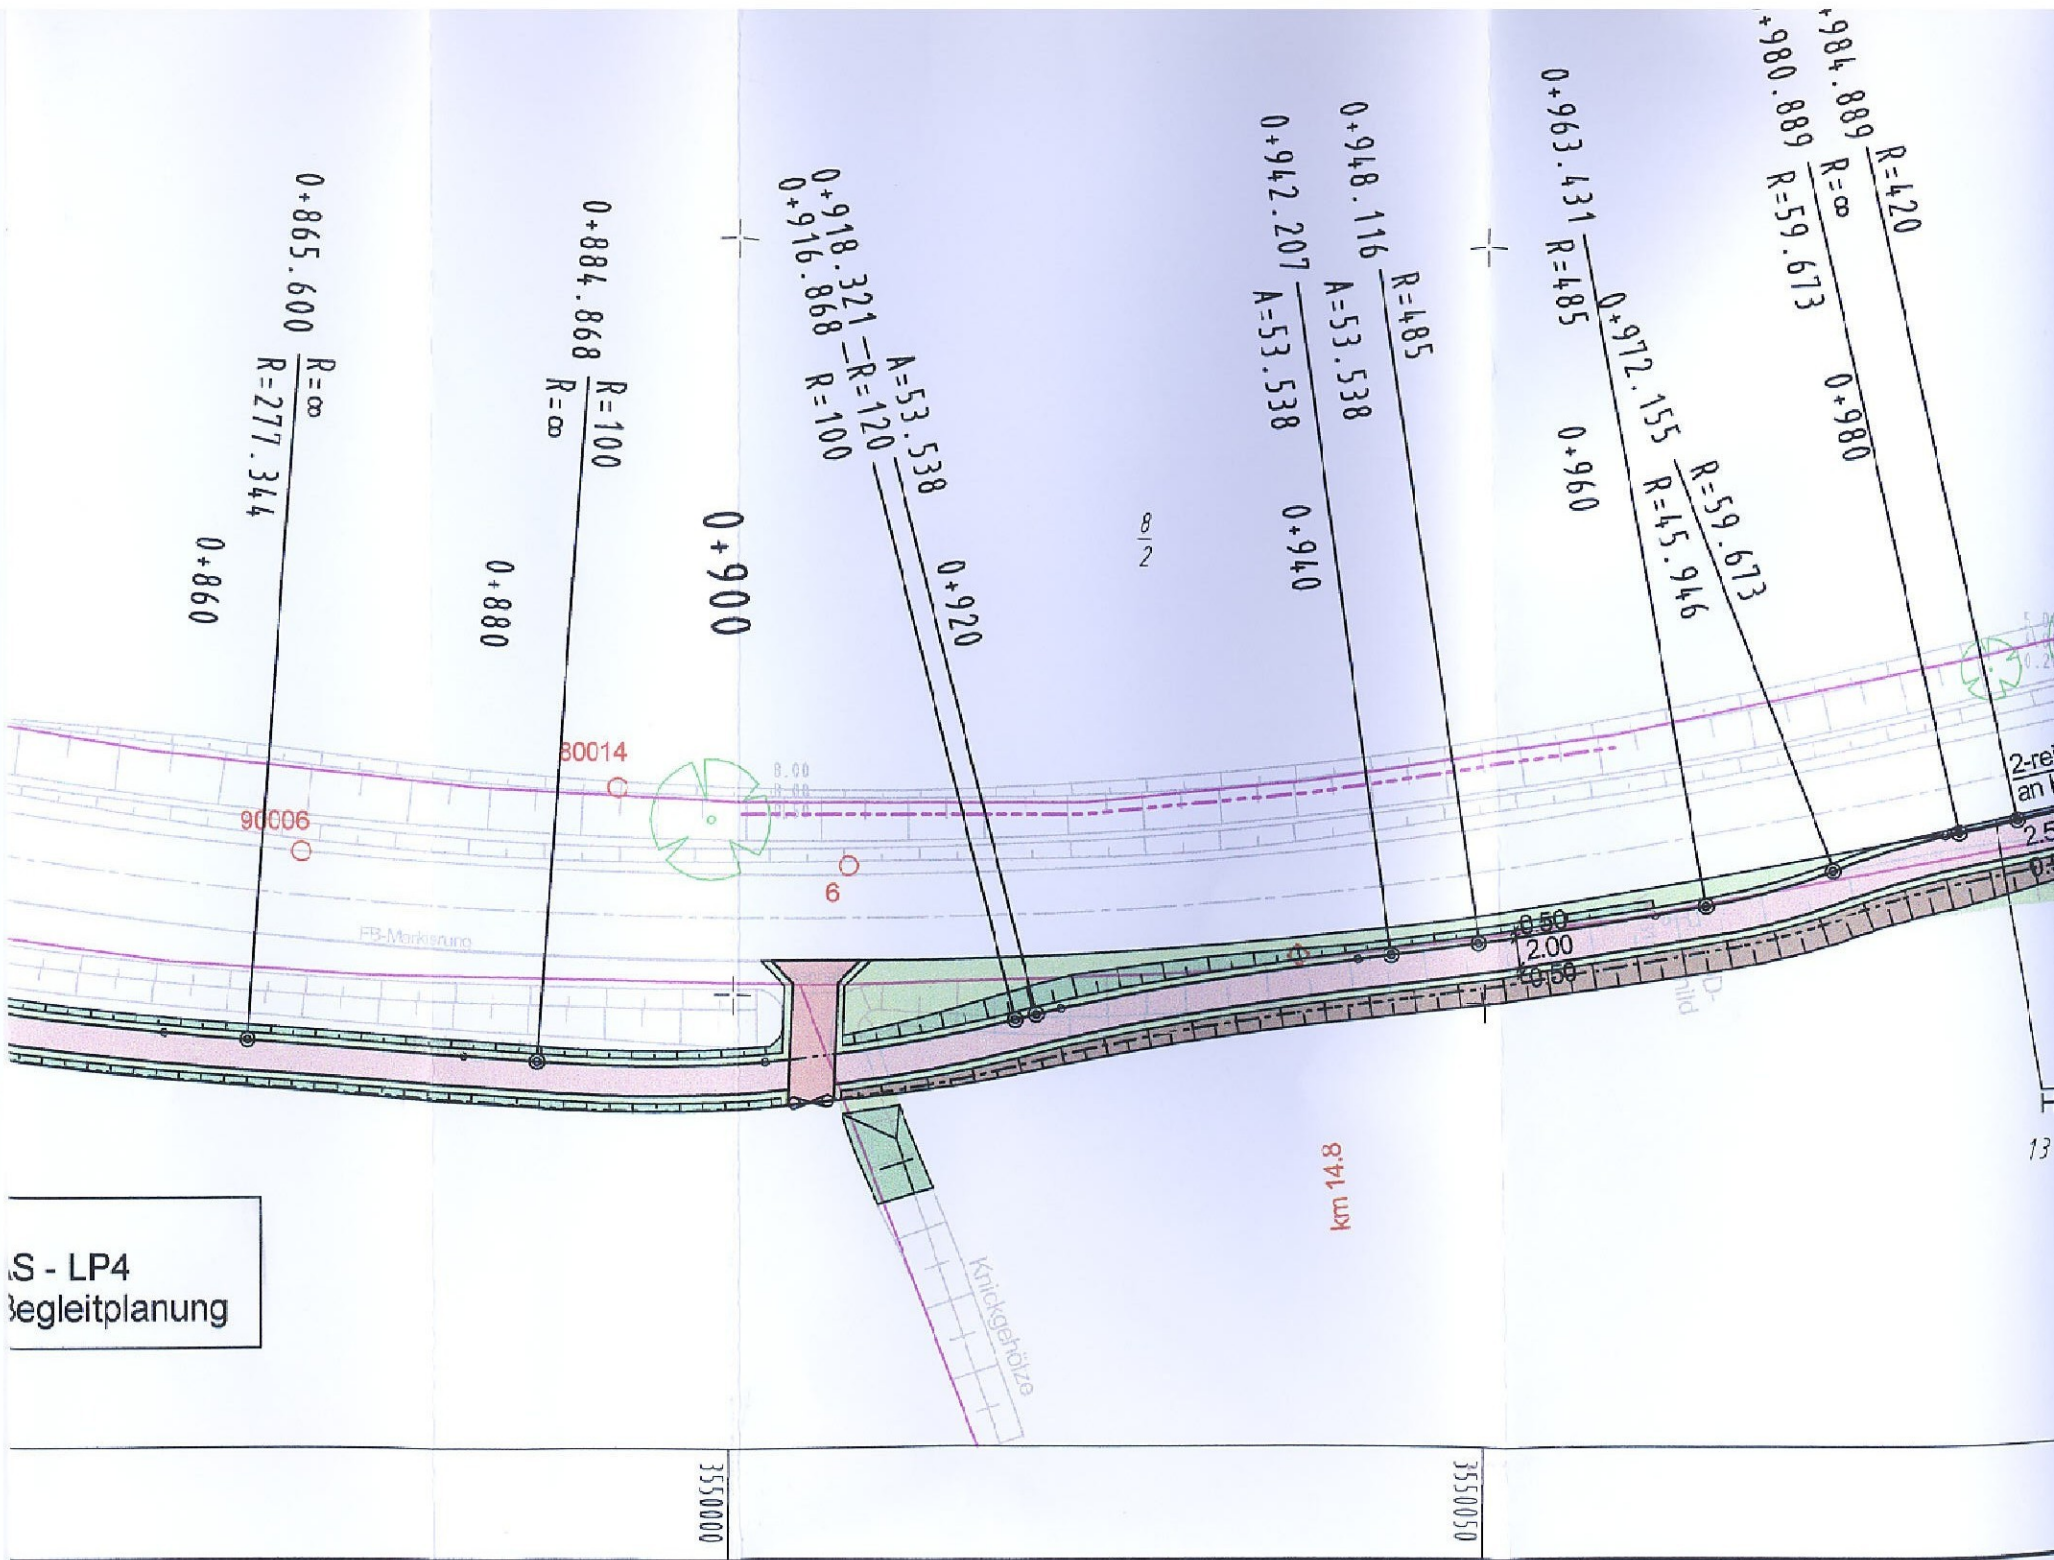 0+865.600
R=∞
R=277.344
0+860
0+884.868
R=100
R=∞
0+880
0+900
0+918.321
A=53.538
R=120
0+916.868
R=100
0+920
8
2
0+942.207
A=53.538
A=53.538
0+940
0+948.116
R=485
0+963.431
R=485
0+960
0+972.155
R=59.673
R=45.946
+980.889
R=∞
R=59.673
0+980
+984.889
R=420
80014
90006
6
8.00
8.00
FB-Markierung
0.50
2.00
0.50
2-rei
an
2.5
km 14.8
13
Knickgehölze
S - LP4
Begleitplanung
3550000
3550050